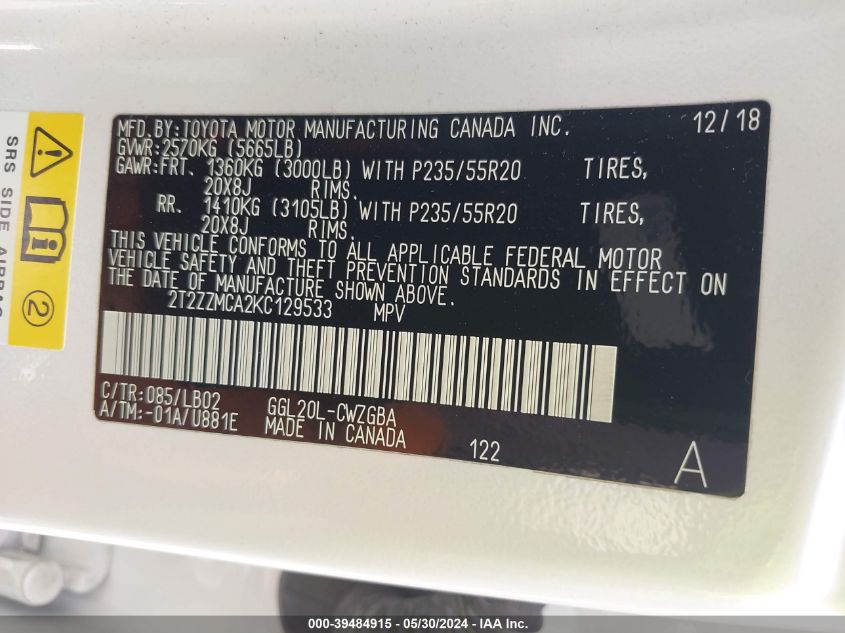 MFD.BY:TOYOTA MOTOR MANUFACTURING CANADA INC. 12/18
GVWR:2570KG (5665LB)
GAWR:FRT. 1360KG (3000LB) WITH P235/55R20 TIRES,
20X8J RIMS.
RR. 1410KG (3105LB) WITH P235/55R20 TIRES,
20X8J RIMS.
THIS VEHICLE CONFORMS TO ALL APPLICABLE FEDERAL MOTOR
VEHICLE SAFETY AND THEFT PREVENTION STANDARDS IN EFFECT ON
THE DATE OF MANUFACTURE SHOWN ABOVE.
2T2ZZMCA2KC129533 MPV
C/TR:085/LB02 GGL20L-CWZGBA
A/TM:-01A/U881E MADE IN CANADA 122 A
SRS SIDE AIRBAG
2
000-39484915 - 05/30/2024 - IAA Inc.